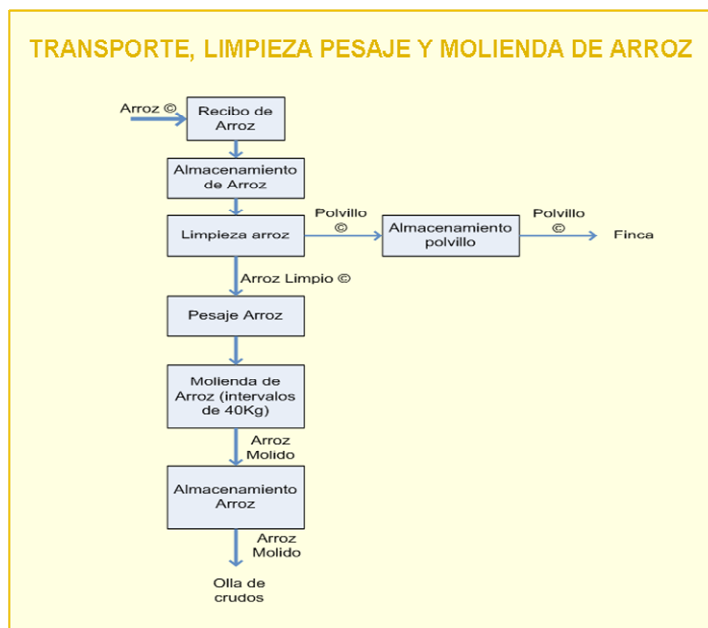 TRANSPORTE, LIMPIEZA PESAJE Y MOLIENDA DE ARROZ
Arroz ©
Recibo de
Arroz
Almacenamiento
de Arroz
Limpieza arroz
Polvillo
©
Almacenamiento
polvillo
Polvillo
©
Finca
Arroz Limpio ©
Pesaje Arroz
Molienda de
Arroz (intervalos
de 40Kg)
Arroz
Molido
Almacenamiento
Arroz
Arroz
Molido
Olla de
crudos